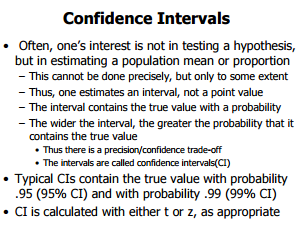 Confidence Intervals
• Often, one's interest is not in testing a hypothesis,
but in estimating a population mean or proportion
– This cannot be done precisely, but only to some extent
– Thus, one estimates an interval, not a point value
– The interval contains the true value with a probability
– The wider the interval, the greater the probability that it
contains the true value
• Thus there is a precision/confidence trade-off
• The intervals are called confidence intervals(CI)
• Typical CIs contain the true value with probability
.95 (95% CI) and with probability .99 (99% CI)
• CI is calculated with either t or z, as appropriate